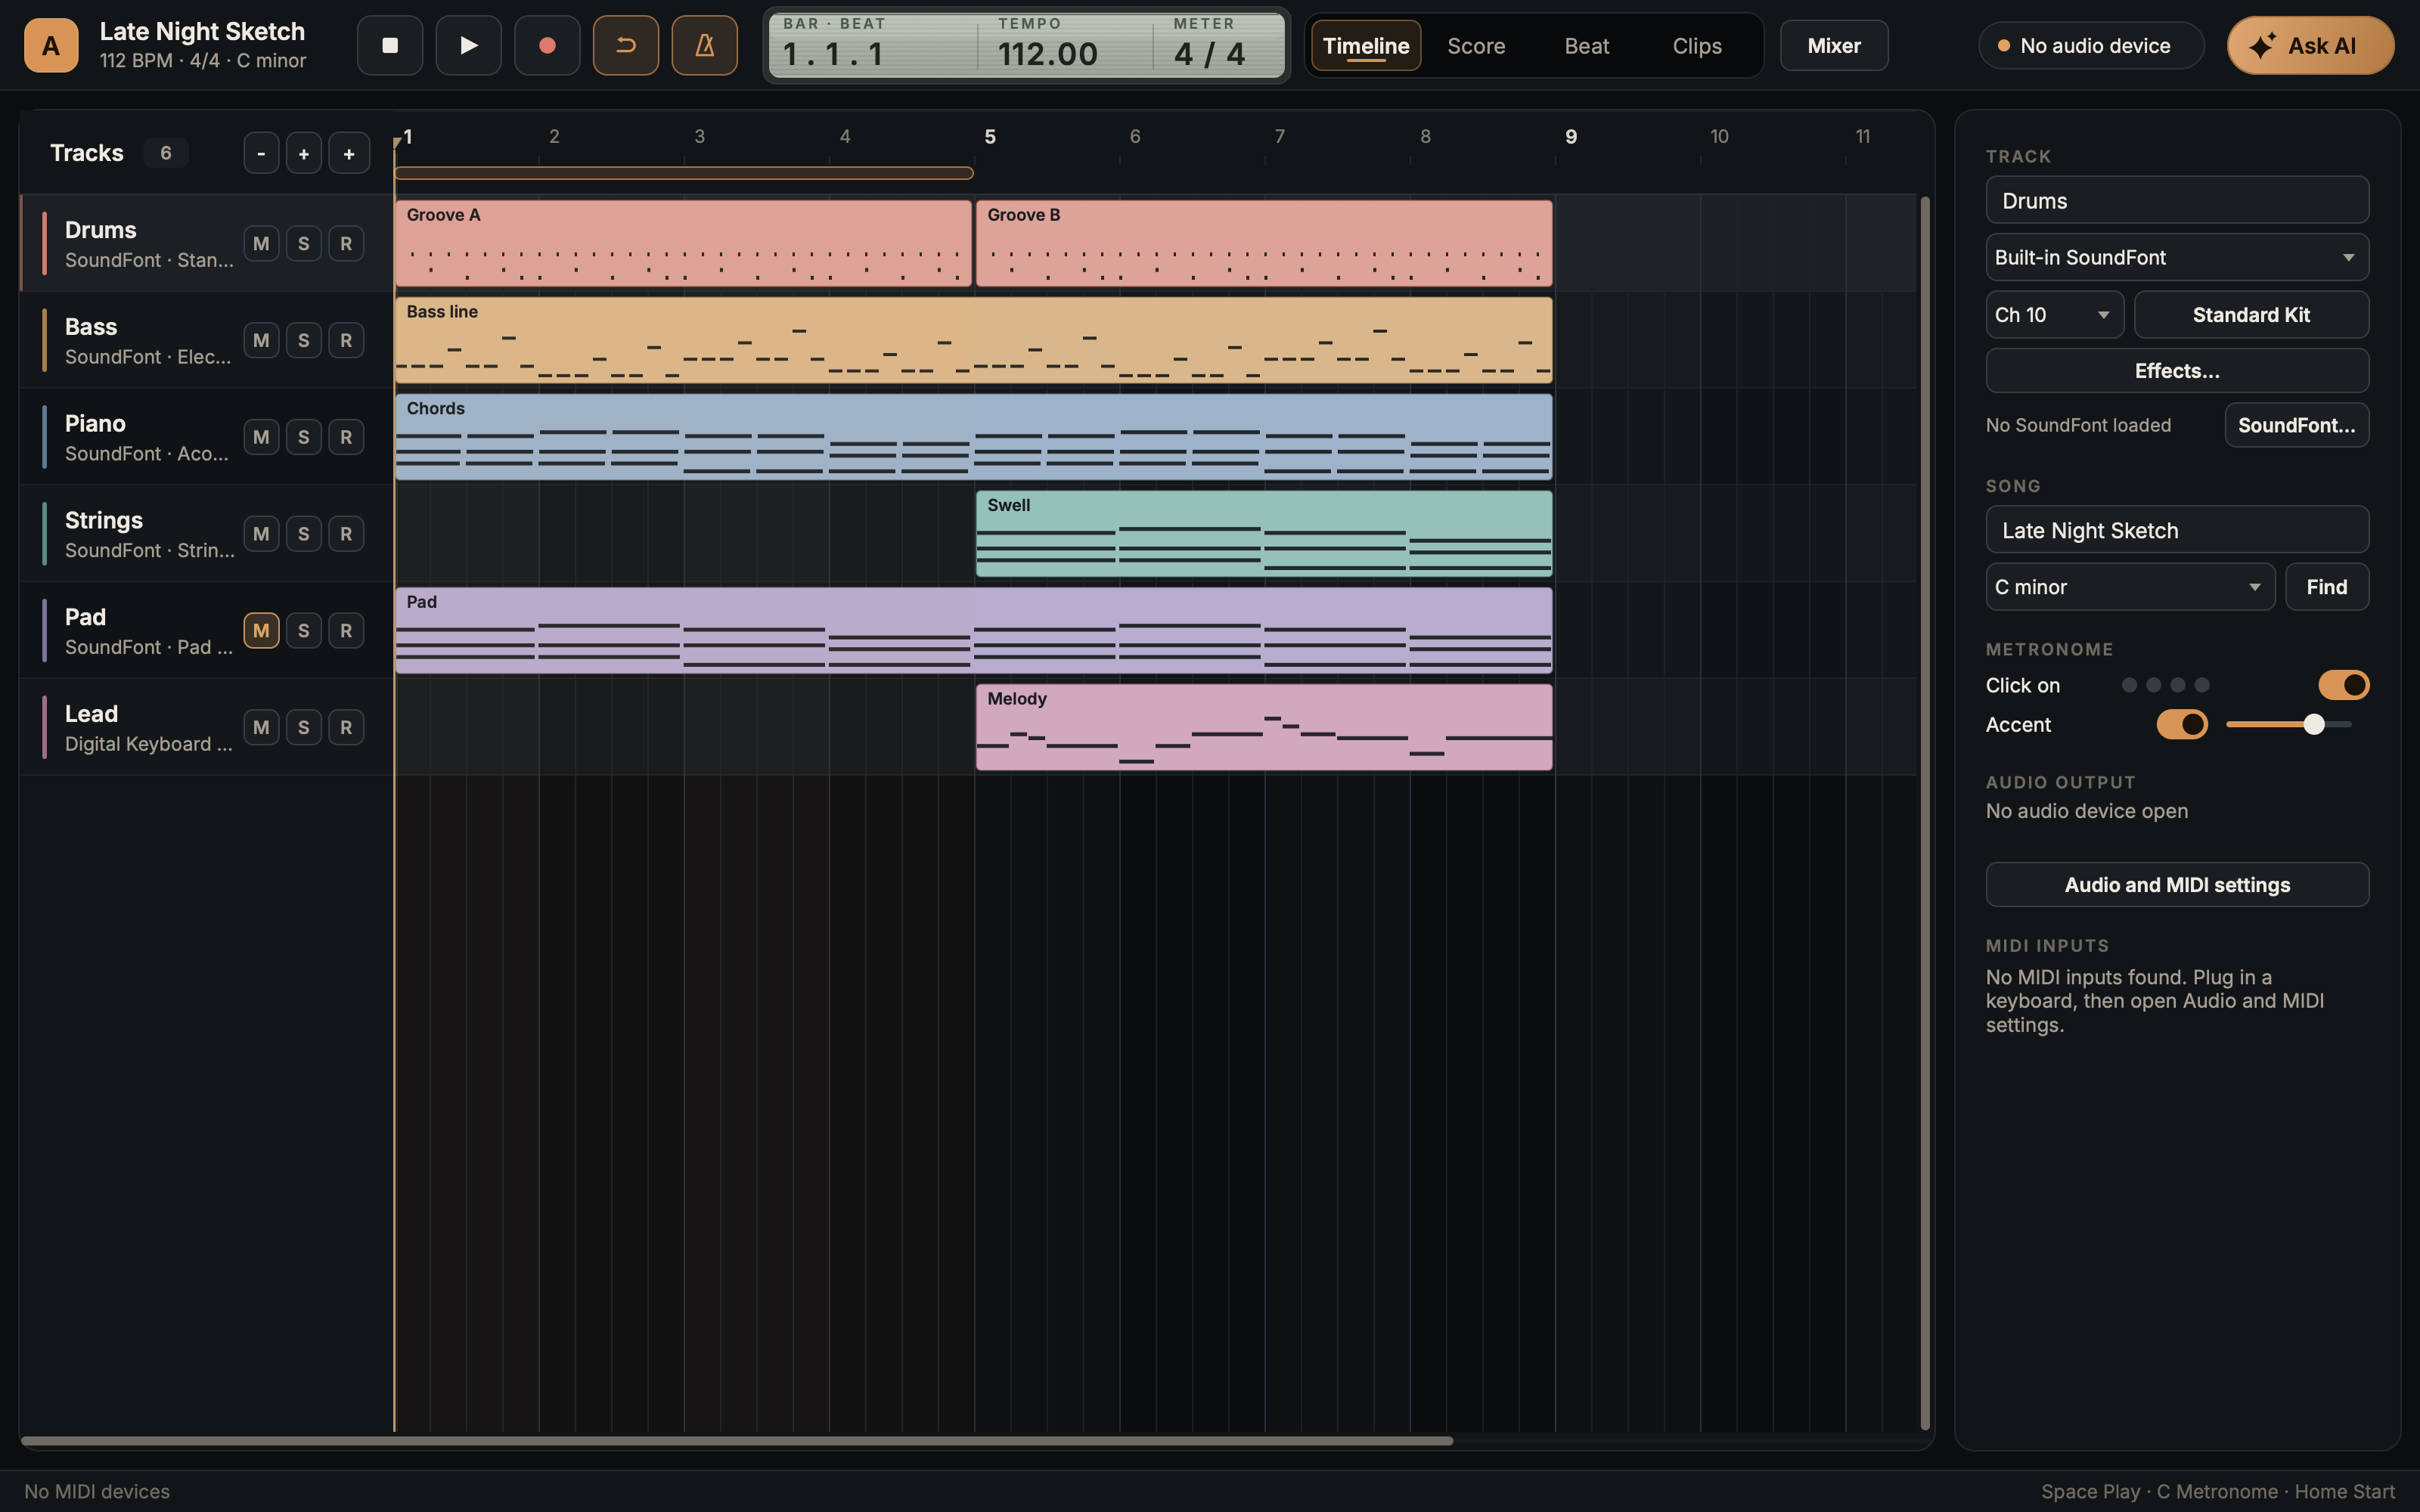 A
Late Night Sketch
112 BPM · 4/4 · C minor
BAR · BEAT
1 . 1 . 1
TEMPO
112.00
METER
4 / 4
Timeline
Score
Beat
Clips
Mixer
No audio device
Ask AI
Tracks 6
- + +
1 2 3 4 5 6 7 8 9 10 11
Drums
SoundFont · Stan...
M S R
Groove A
Groove B
Bass
SoundFont · Elec...
M S R
Bass line
Piano
SoundFont · Aco...
M S R
Chords
Strings
SoundFont · Strin...
M S R
Swell
Pad
SoundFont · Pad ...
M S R
Pad
Lead
Digital Keyboard ...
M S R
Melody
TRACK
Drums
Built-in SoundFont
Ch 10
Standard Kit
Effects...
No SoundFont loaded
SoundFont...
SONG
Late Night Sketch
C minor
Find
METRONOME
Click on
Accent
AUDIO OUTPUT
No audio device open
Audio and MIDI settings
MIDI INPUTS
No MIDI inputs found. Plug in a
keyboard, then open Audio and MIDI
settings.
No MIDI devices
Space Play · C Metronome · Home Start